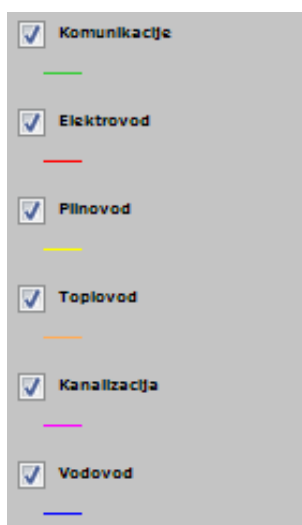 Komunikacije
Elektrovod
Plinovod
Toplovod
Kanalizacija
Vodovod